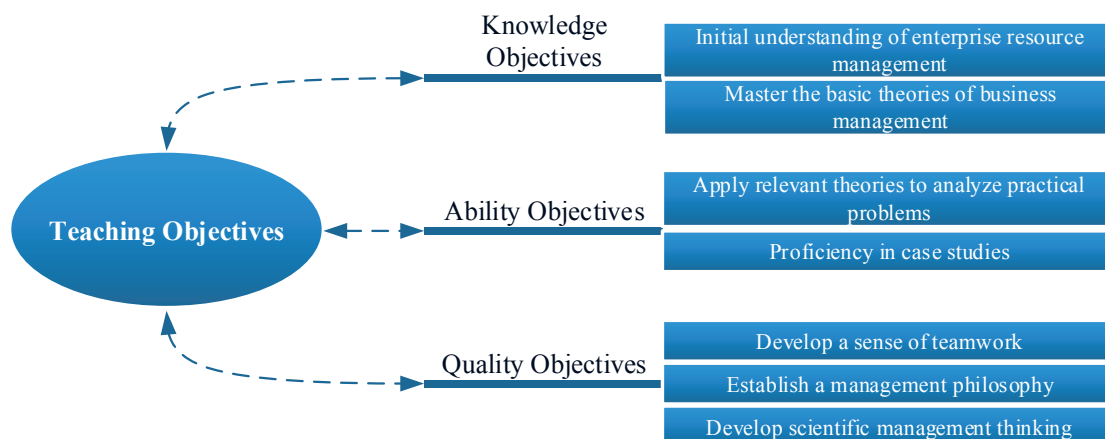 Knowledge
Objectives
Initial understanding of enterprise resource
management
Master the basic theories of business
management
Teaching Objectives
Ability Objectives
Apply relevant theories to analyze practical
problems
Proficiency in case studies
Quality Objectives
Develop a sense of teamwork
Establish a management philosophy
Develop scientific management thinking